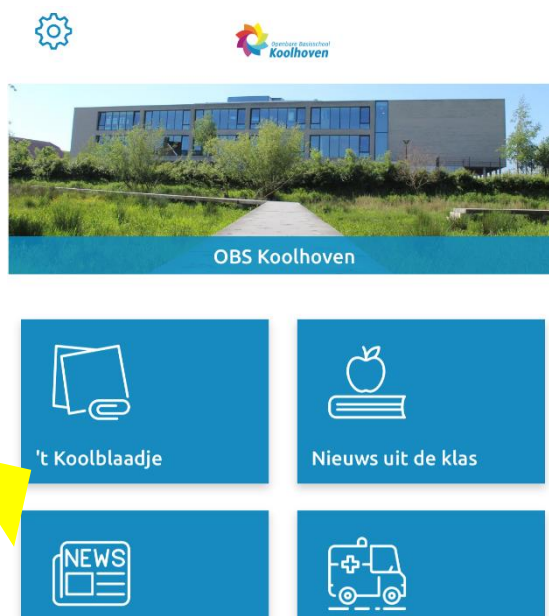 Openbare Basisschool
Koolhoven
OBS Koolhoven
't Koolblaadje
Nieuws uit de klas
NEWS